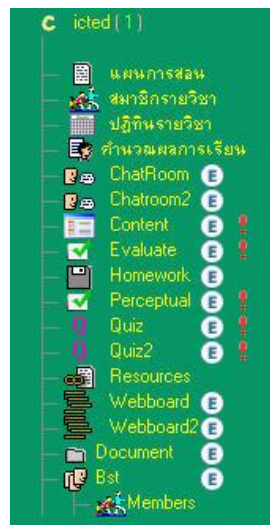 C icted ( 1 )
แผนการสอน
สมาชิกรายวิชา
ปฏิทินรายวิชา
คำนวณผลการเรียน
ChatRoom E
Chatroom2 E
Content E
Evaluate E
Homework E
Perceptual E
Q Quiz E
Q Quiz2 E
Resources
Webboard E
Webboard2 E
Document E
Bst E
Members